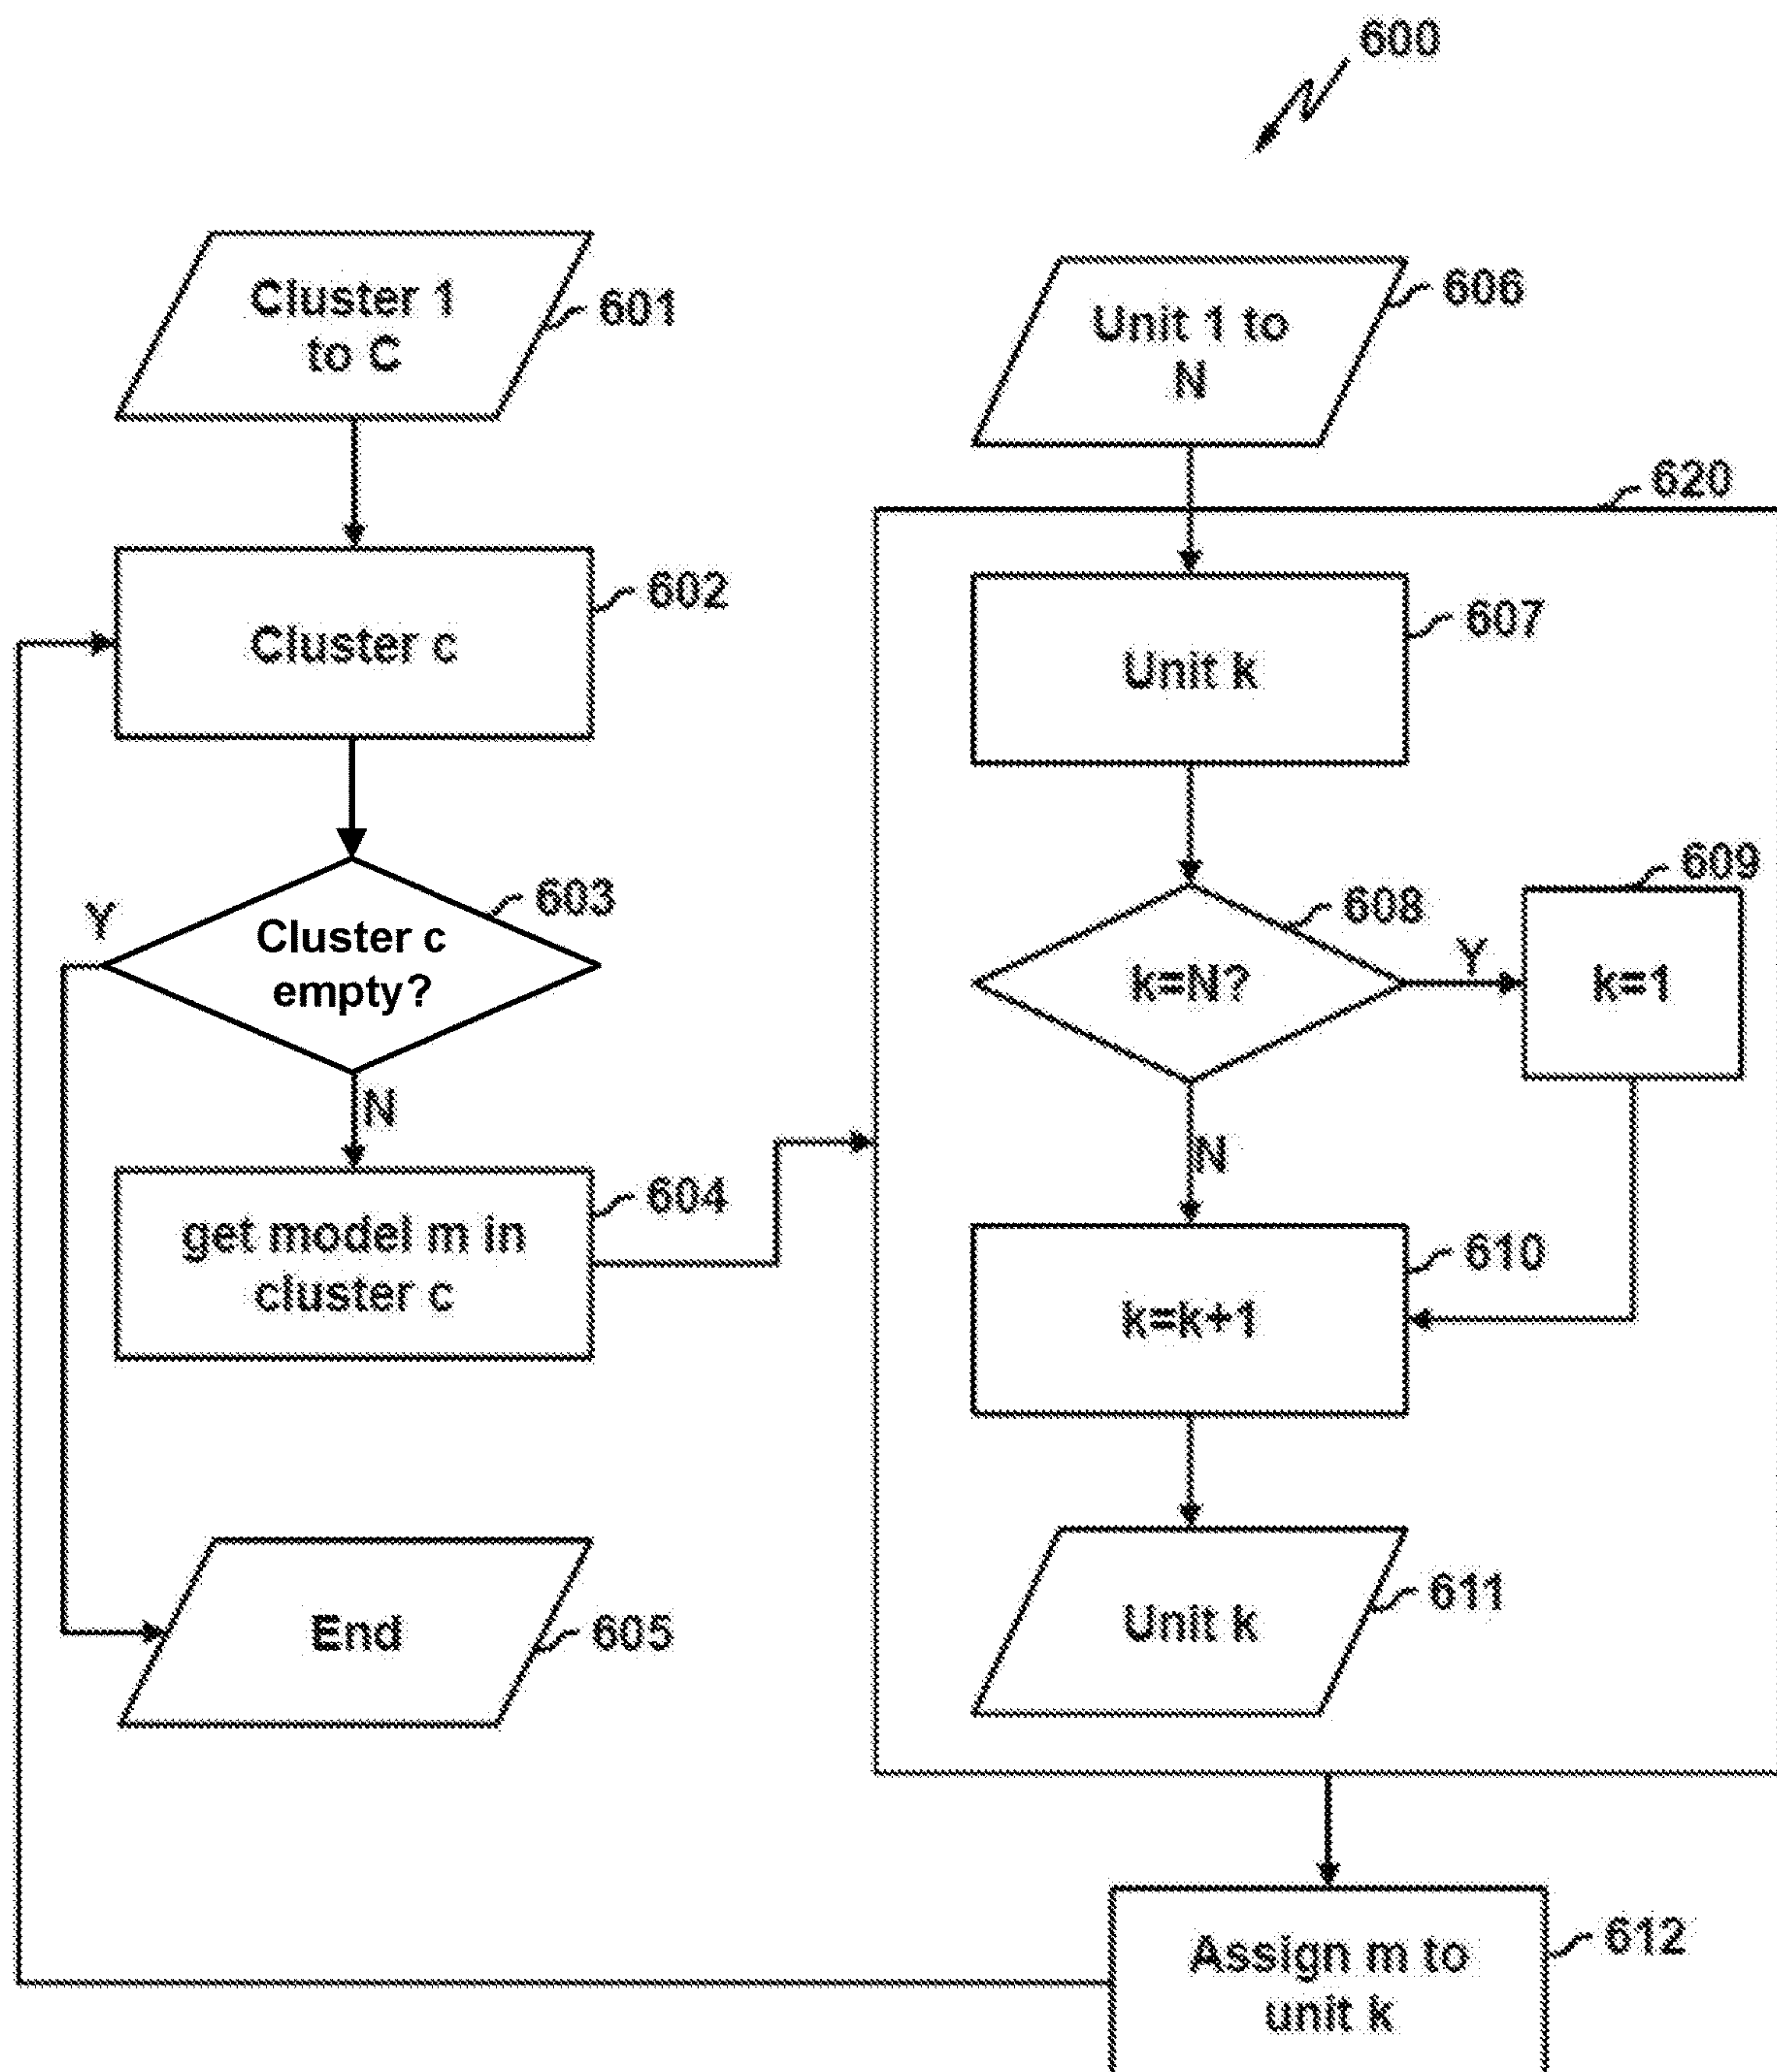 600
Cluster 1
to C
601
Unit 1 to
N
606
620
Cluster c
602
Unit k
607
Cluster c
empty?
603
Y
N
k=N?
608
Y
k=1
609
N
get model m in
cluster c
604
k=k+1
610
End
605
Unit k
611
Assign m to
unit k
612